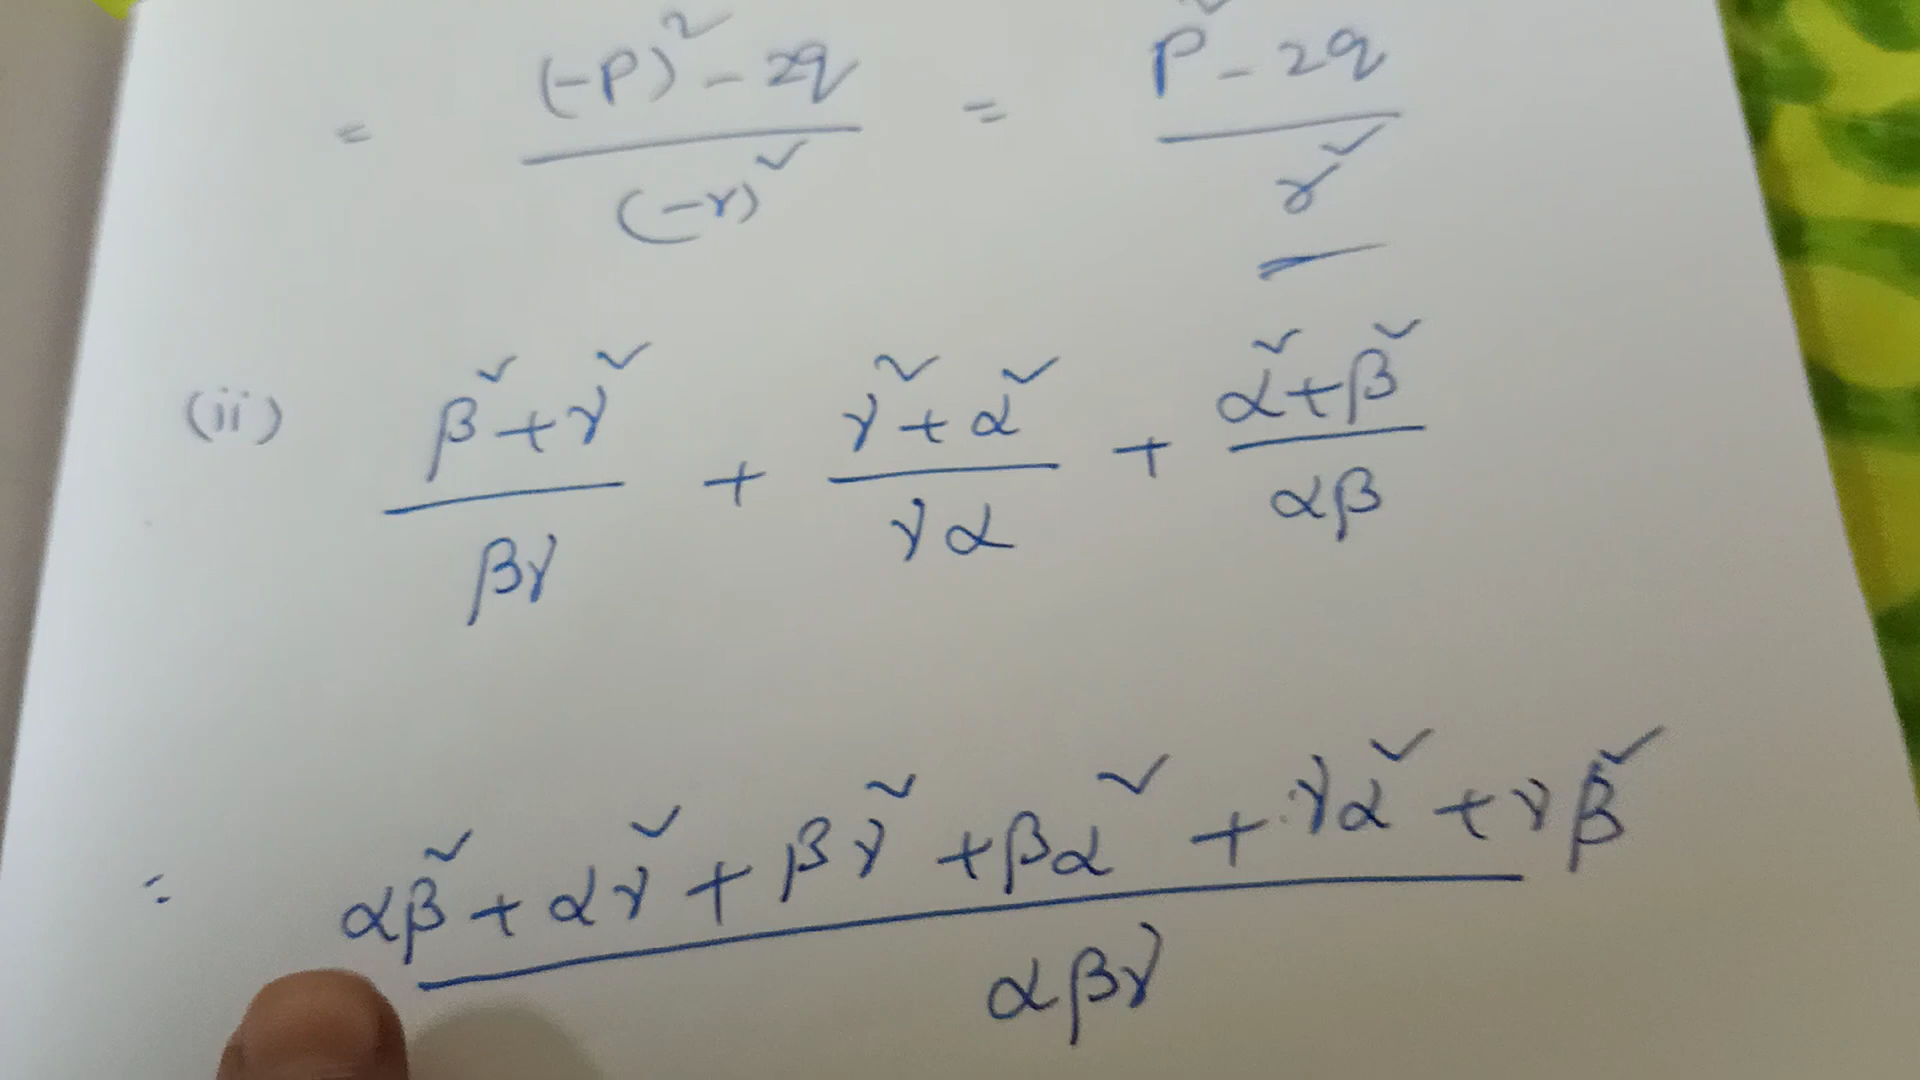 = (-P)² - 2q / (-r)² = P² - 2q / r²
(ii) β² + γ² / βγ + γ² + α² / γα + α² + β² / αβ
= αβ² + αγ² + βγ² + βα² + γα² + γβ² / αβγ